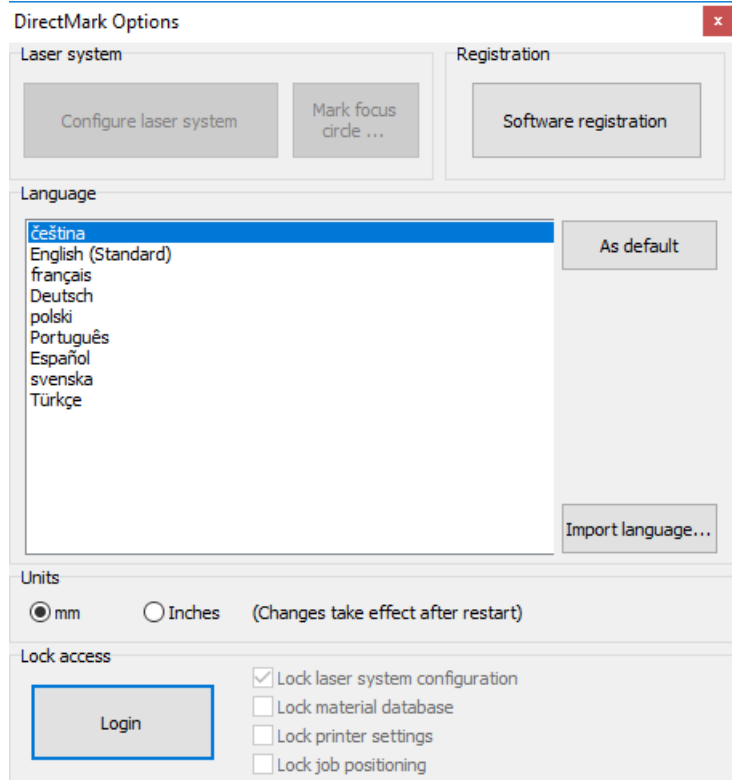 DirectMark Options
x
Laser system
Configure laser system
Mark focus
circle ...
Registration
Software registration
Language
čeština
English (Standard)
français
Deutsch
polski
Português
Español
svenska
Türkçe
As default
Import language...
Units
mm
Inches
(Changes take effect after restart)
Lock access
Login
Lock laser system configuration
Lock material database
Lock printer settings
Lock job positioning